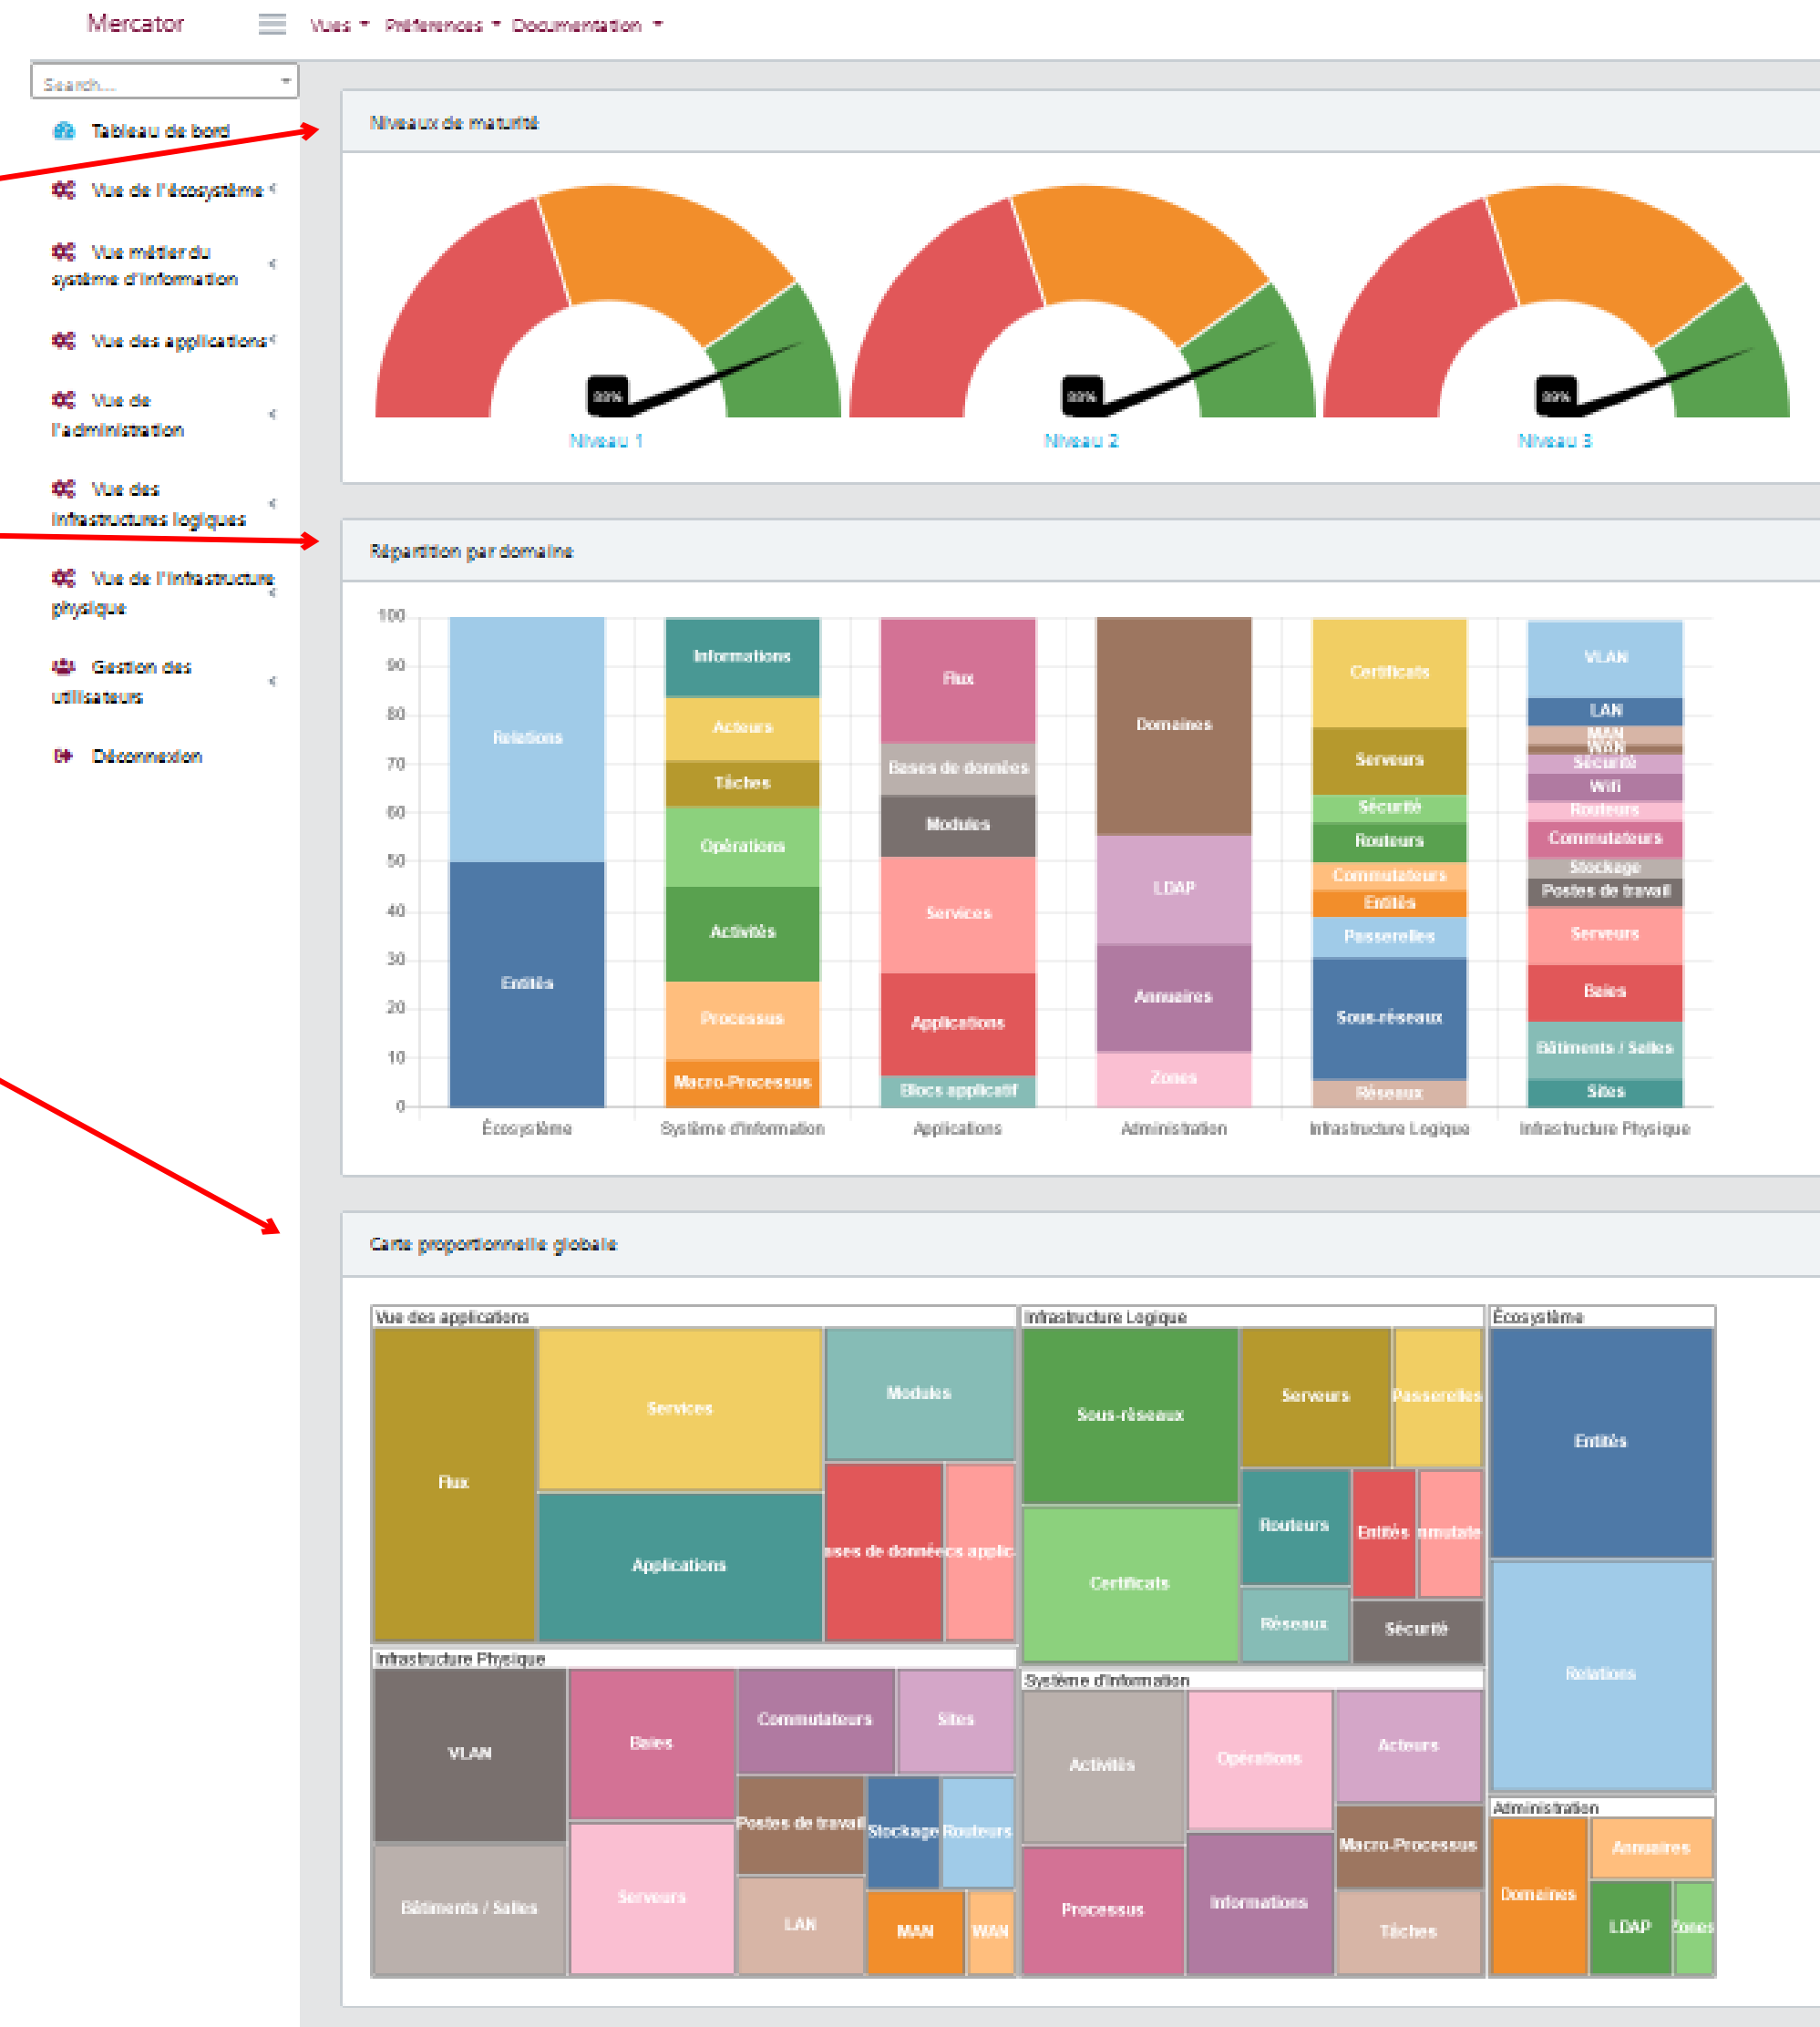 Mercator
Vues Préférences Documentation
Search...
Tableau de bord
Vue de l'écosystème
Vue métier du
système d'information
Vue des applications
Vue de
l'administration
Vue des
infrastructures logiques
Vue de l'infrastructure
physique
Gestion des
utilisateurs
Déconnexion
Niveaux de maturité
Niveau 1
Niveau 2
Niveau 3
Répartition par domaine
100
90
80
70
60
50
40
30
20
10
0
Relations
Entités
Écosystème
Informations
Acteurs
Tâches
Opérations
Activités
Processus
Macro-Processus
Système d'information
Flux
Bases de données
Modules
Services
Applications
Blocs applicatif
Applications
Domaines
LDAP
Annuaires
Zones
Administration
Certificats
Serveurs
Sécurité
Routeurs
Commutateurs
Entités
Passerelles
Sous-réseaux
Réseaux
Infrastructure Logique
VLAN
LAN
MAN
WAN
Sécurité
Wifi
Routeurs
Commutateurs
Stockage
Postes de travail
Serveurs
Baies
Bâtiments / Salles
Sites
Infrastructure Physique
Carte proportionnelle globale
Vue des applications
Flux
Services
Modules
Applications
ases de données
cs applic
Infrastructure Logique
Sous-réseaux
Serveurs
Passerelles
Routeurs
Entités
nmutate
Certificats
Réseaux
Sécurité
Écosystème
Entités
Relations
Infrastructure Physique
VLAN
Baies
Commutateurs
Sites
Postes de travail
Stockage
Routeurs
Bâtiments / Salles
Serveurs
LAN
MAN
WAN
Système d'information
Activités
Opérations
Acteurs
Macro-Processus
Processus
Informations
Tâches
Administration
Domaines
Annuaires
LDAP
Zones